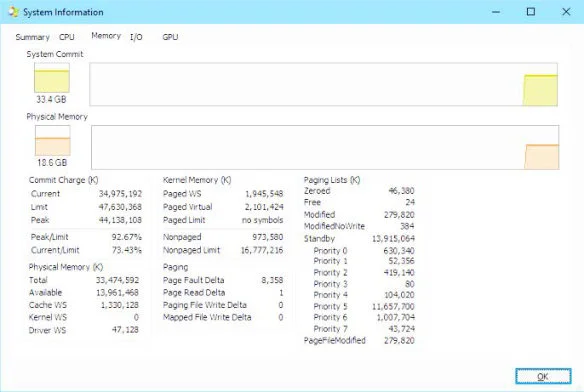 System Information
Summary CPU Memory I/O GPU
System Commit
33.4 GB
Physical Memory
18.6 GB
Commit Charge (K)
Current 34,975,192
Limit 47,630,368
Peak 44,138,108
Peak/Limit 92.67%
Current/Limit 73.43%
Physical Memory (K)
Total 33,474,592
Available 13,961,468
Cache WS 1,330,128
Kernel WS 0
Driver WS 47,128
Kernel Memory (K)
Paged WS 1,945,548
Paged Virtual 2,101,424
Paged Limit no symbols
Nonpaged 973,580
Nonpaged Limit 16,777,216
Paging
Page Fault Delta 8,358
Page Read Delta 1
Paging File Write Delta 0
Mapped File Write Delta 0
Paging Lists (K)
Zeroed 46,380
Free 24
Modified 279,820
ModifiedNoWrite 384
Standby 13,915,064
Priority 0 630,340
Priority 1 52,356
Priority 2 419,140
Priority 3 80
Priority 4 104,020
Priority 5 11,657,700
Priority 6 1,007,704
Priority 7 43,724
PageFileModified 279,820
OK